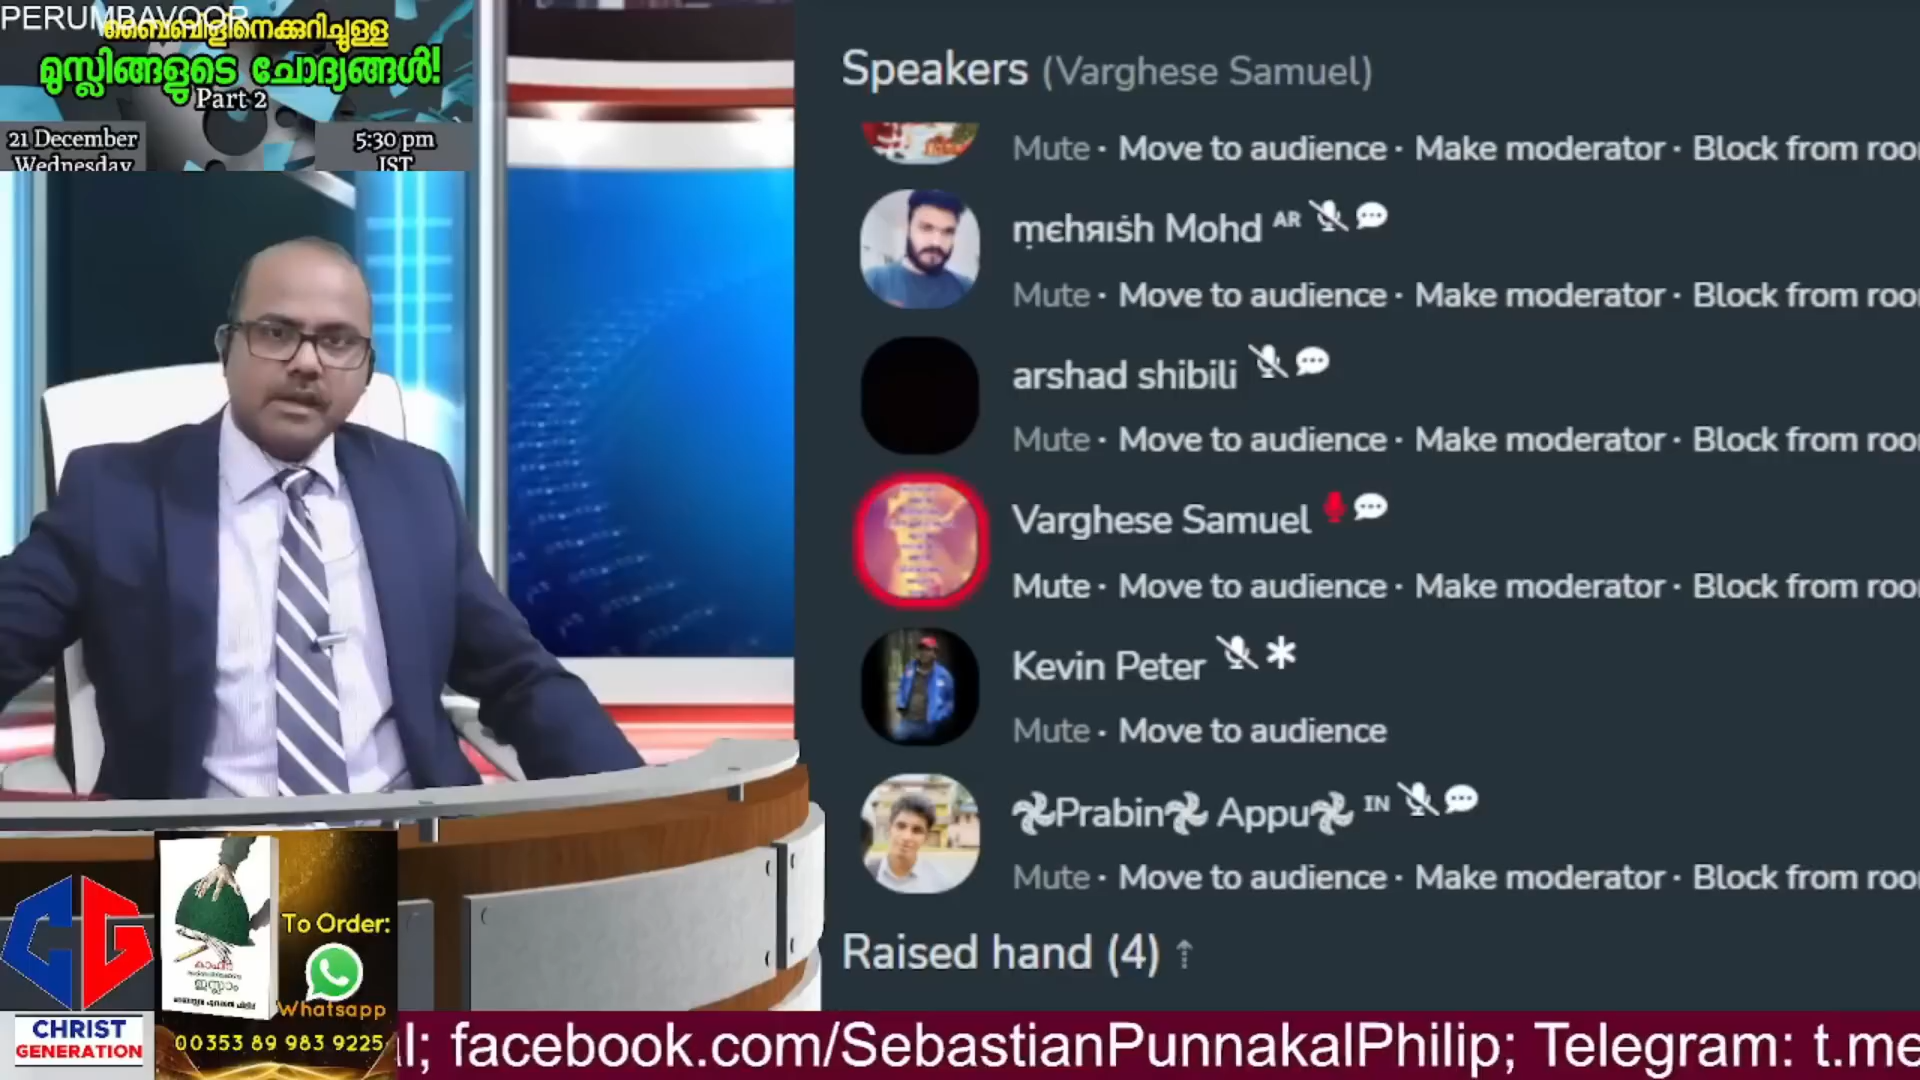 PERUMBAVOOR
ബൈബിളിനെക്കുറിച്ചുള്ള
മുസ്ലിങ്ങളുടെ ചോദ്യങ്ങൾ!
Part 2
21 December
Wednesday
5:30 pm
IST
Speakers (Varghese Samuel)
Mute · Move to audience · Make moderator · Block from roo
ṃєhяıṡh Mohd AR
Mute · Move to audience · Make moderator · Block from roo
arshad shibili
Mute · Move to audience · Make moderator · Block from roo
Varghese Samuel
Mute · Move to audience · Make moderator · Block from roo
Kevin Peter
Mute · Move to audience
Prabin Appu IN
Mute · Move to audience · Make moderator · Block from roo
Raised hand (4) ⇡
CG
CHRIST
GENERATION
ഇസ്ലാം
To Order:
Whatsapp
00353 89 983 9225
l; facebook.com/SebastianPunnakalPhilip; Telegram: t.me